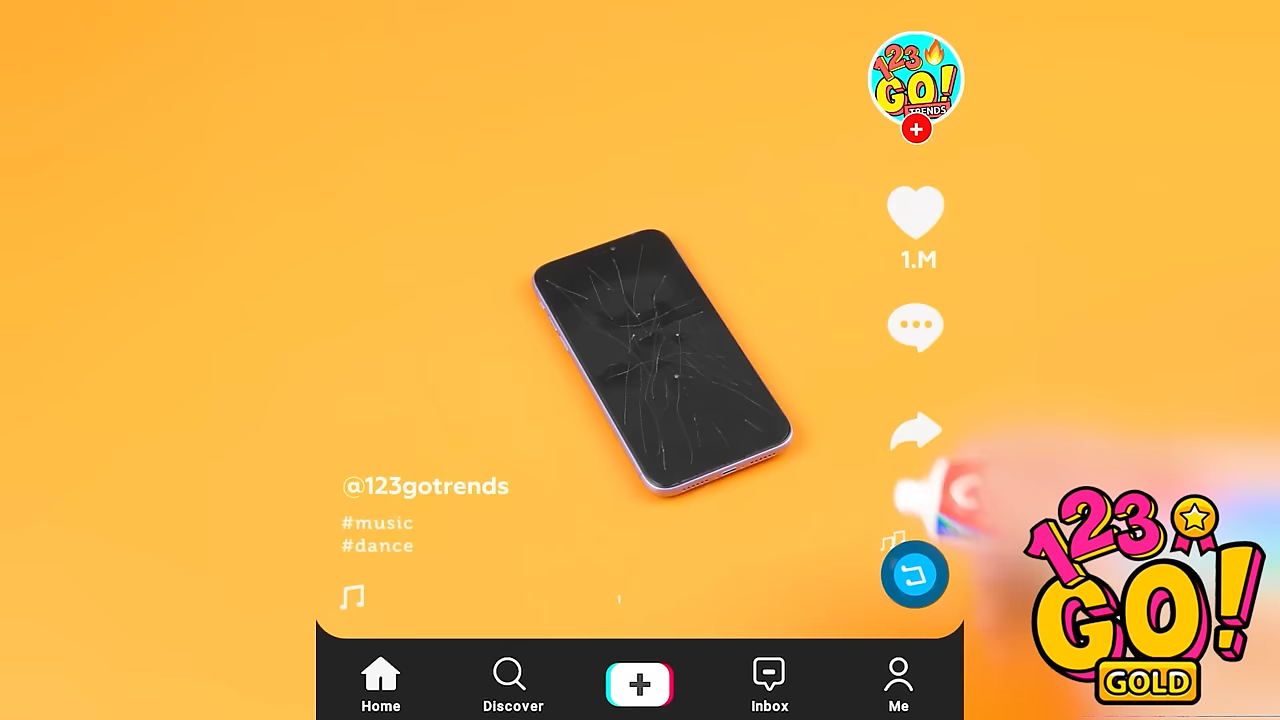 123
GO!
TRENDS
1.M
@123gotrends
#music
#dance
Home
Discover
Inbox
Me
123
GO!
GOLD